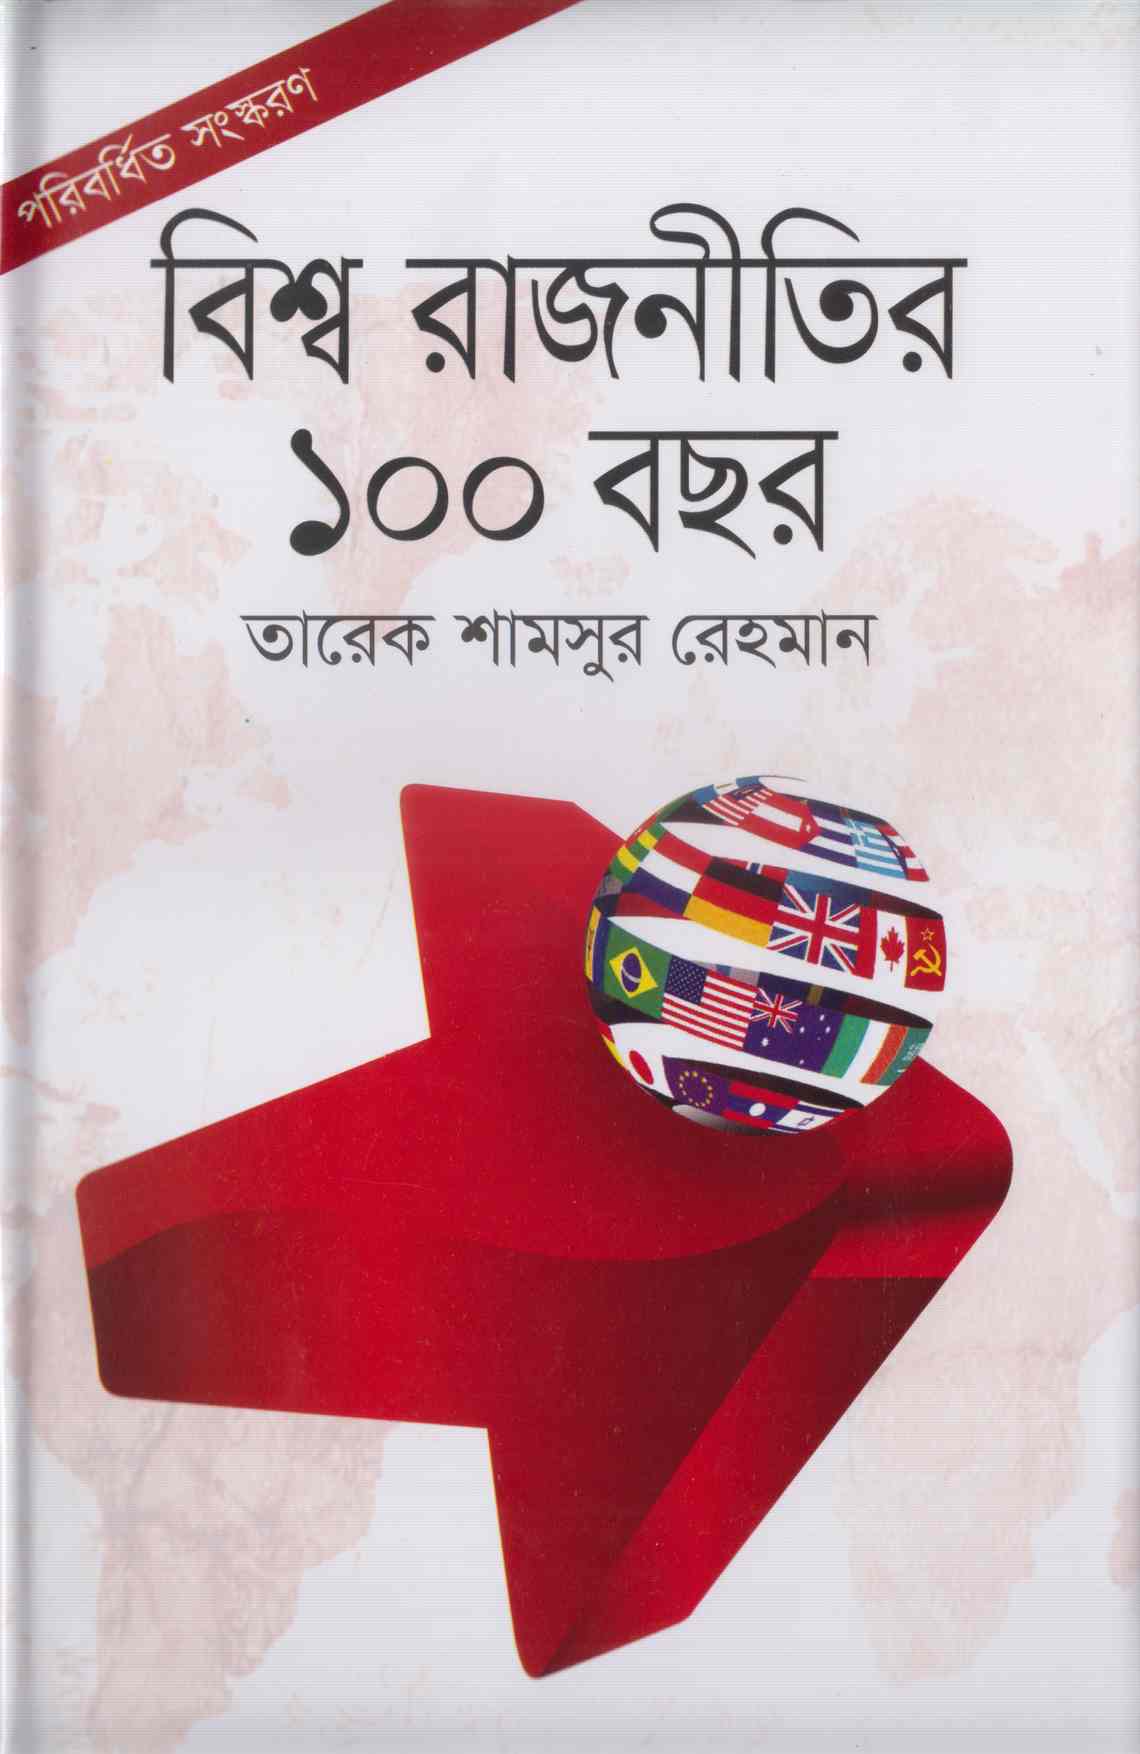 পরিবর্ধিত সংস্করণ
বিশ্ব রাজনীতির
১০০ বছর
তারেক শামসুর রেহমান